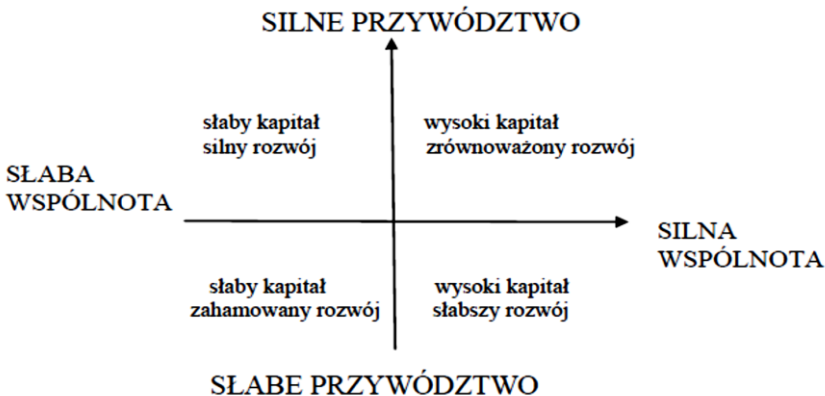 SILNE PRZYWÓDZTWO
słaby kapitał
silny rozwój
wysoki kapitał
zrównoważony rozwój
SŁABA
WSPÓLNOTA
SILNA
WSPÓLNOTA
słaby kapitał
zahamowany rozwój
wysoki kapitał
słabszy rozwój
SŁABE PRZYWÓDZTWO